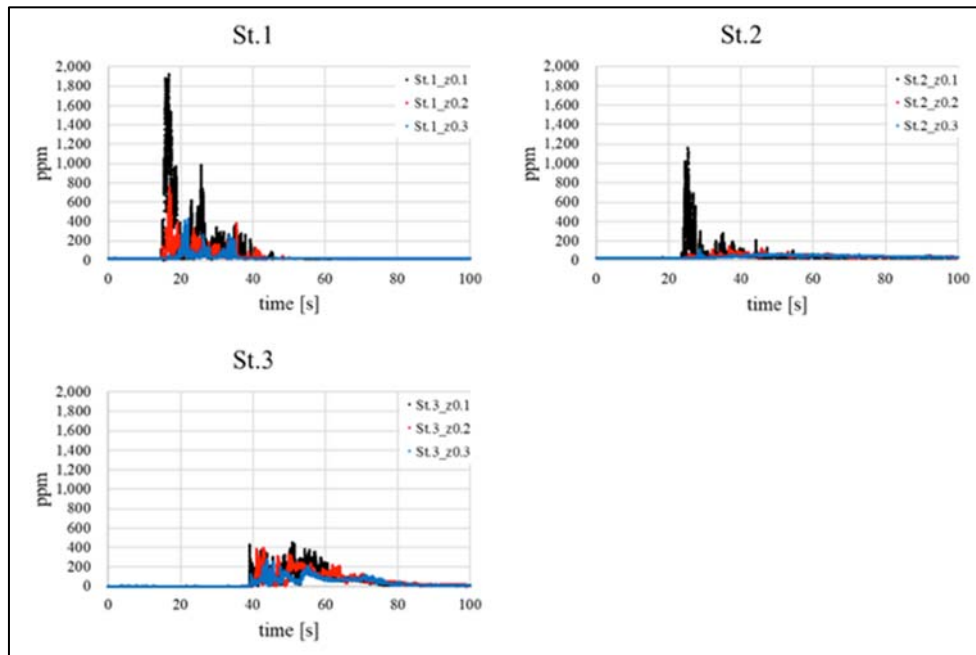 St.1
2,000
1,800
1,600
1,400
1,200
1,000
800
600
400
200
0
ppm
St.1_z0.1
St.1_z0.2
St.1_z0.3
0 20 40 60 80 100
time [s]
St.2
2,000
1,800
1,600
1,400
1,200
1,000
800
600
400
200
0
ppm
St.2_z0.1
St.2_z0.2
St.2_z0.3
0 20 40 60 80 100
time [s]
St.3
2,000
1,800
1,600
1,400
1,200
1,000
800
600
400
200
0
ppm
St.3_z0.1
St.3_z0.2
St.3_z0.3
0 20 40 60 80 100
time [s]